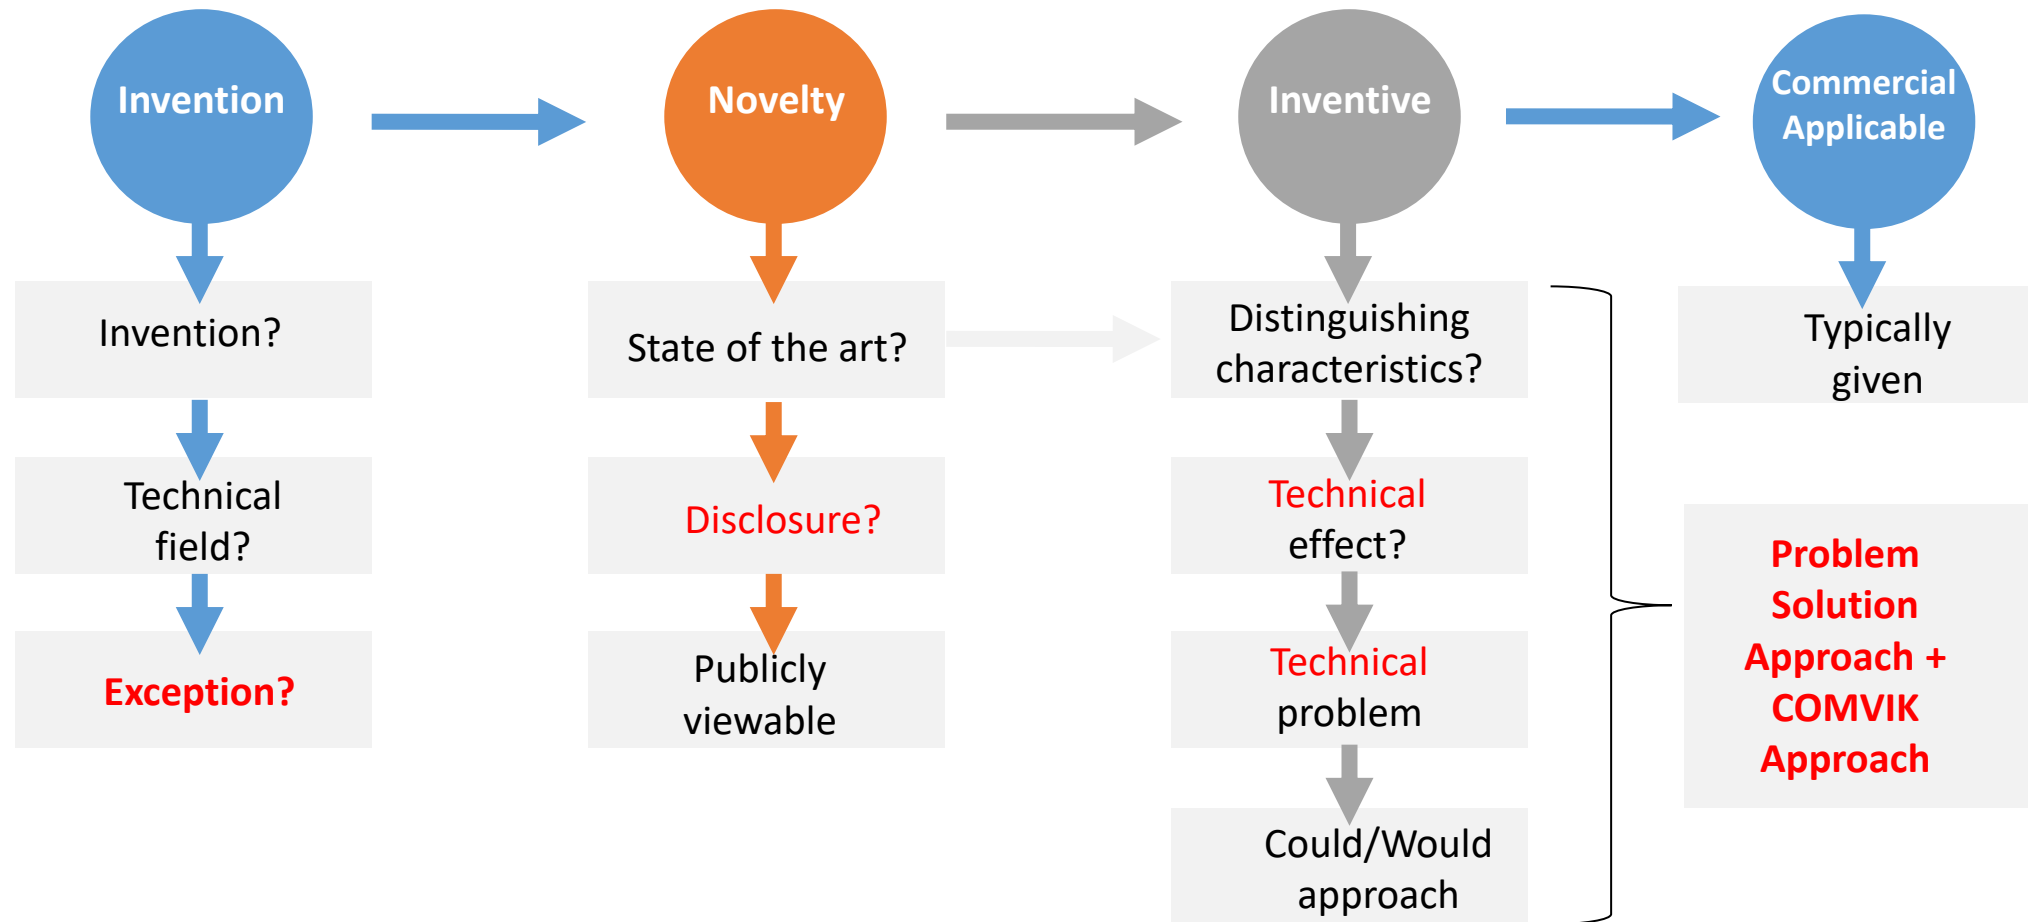 Invention
Novelty
Inventive
Commercial
Applicable
Invention?
Technical
field?
Exception?
State of the art?
Disclosure?
Publicly
viewable
Distinguishing
characteristics?
Technical
effect?
Technical
problem
Could/Would
approach
Typically
given
Problem
Solution
Approach +
COMVIK
Approach